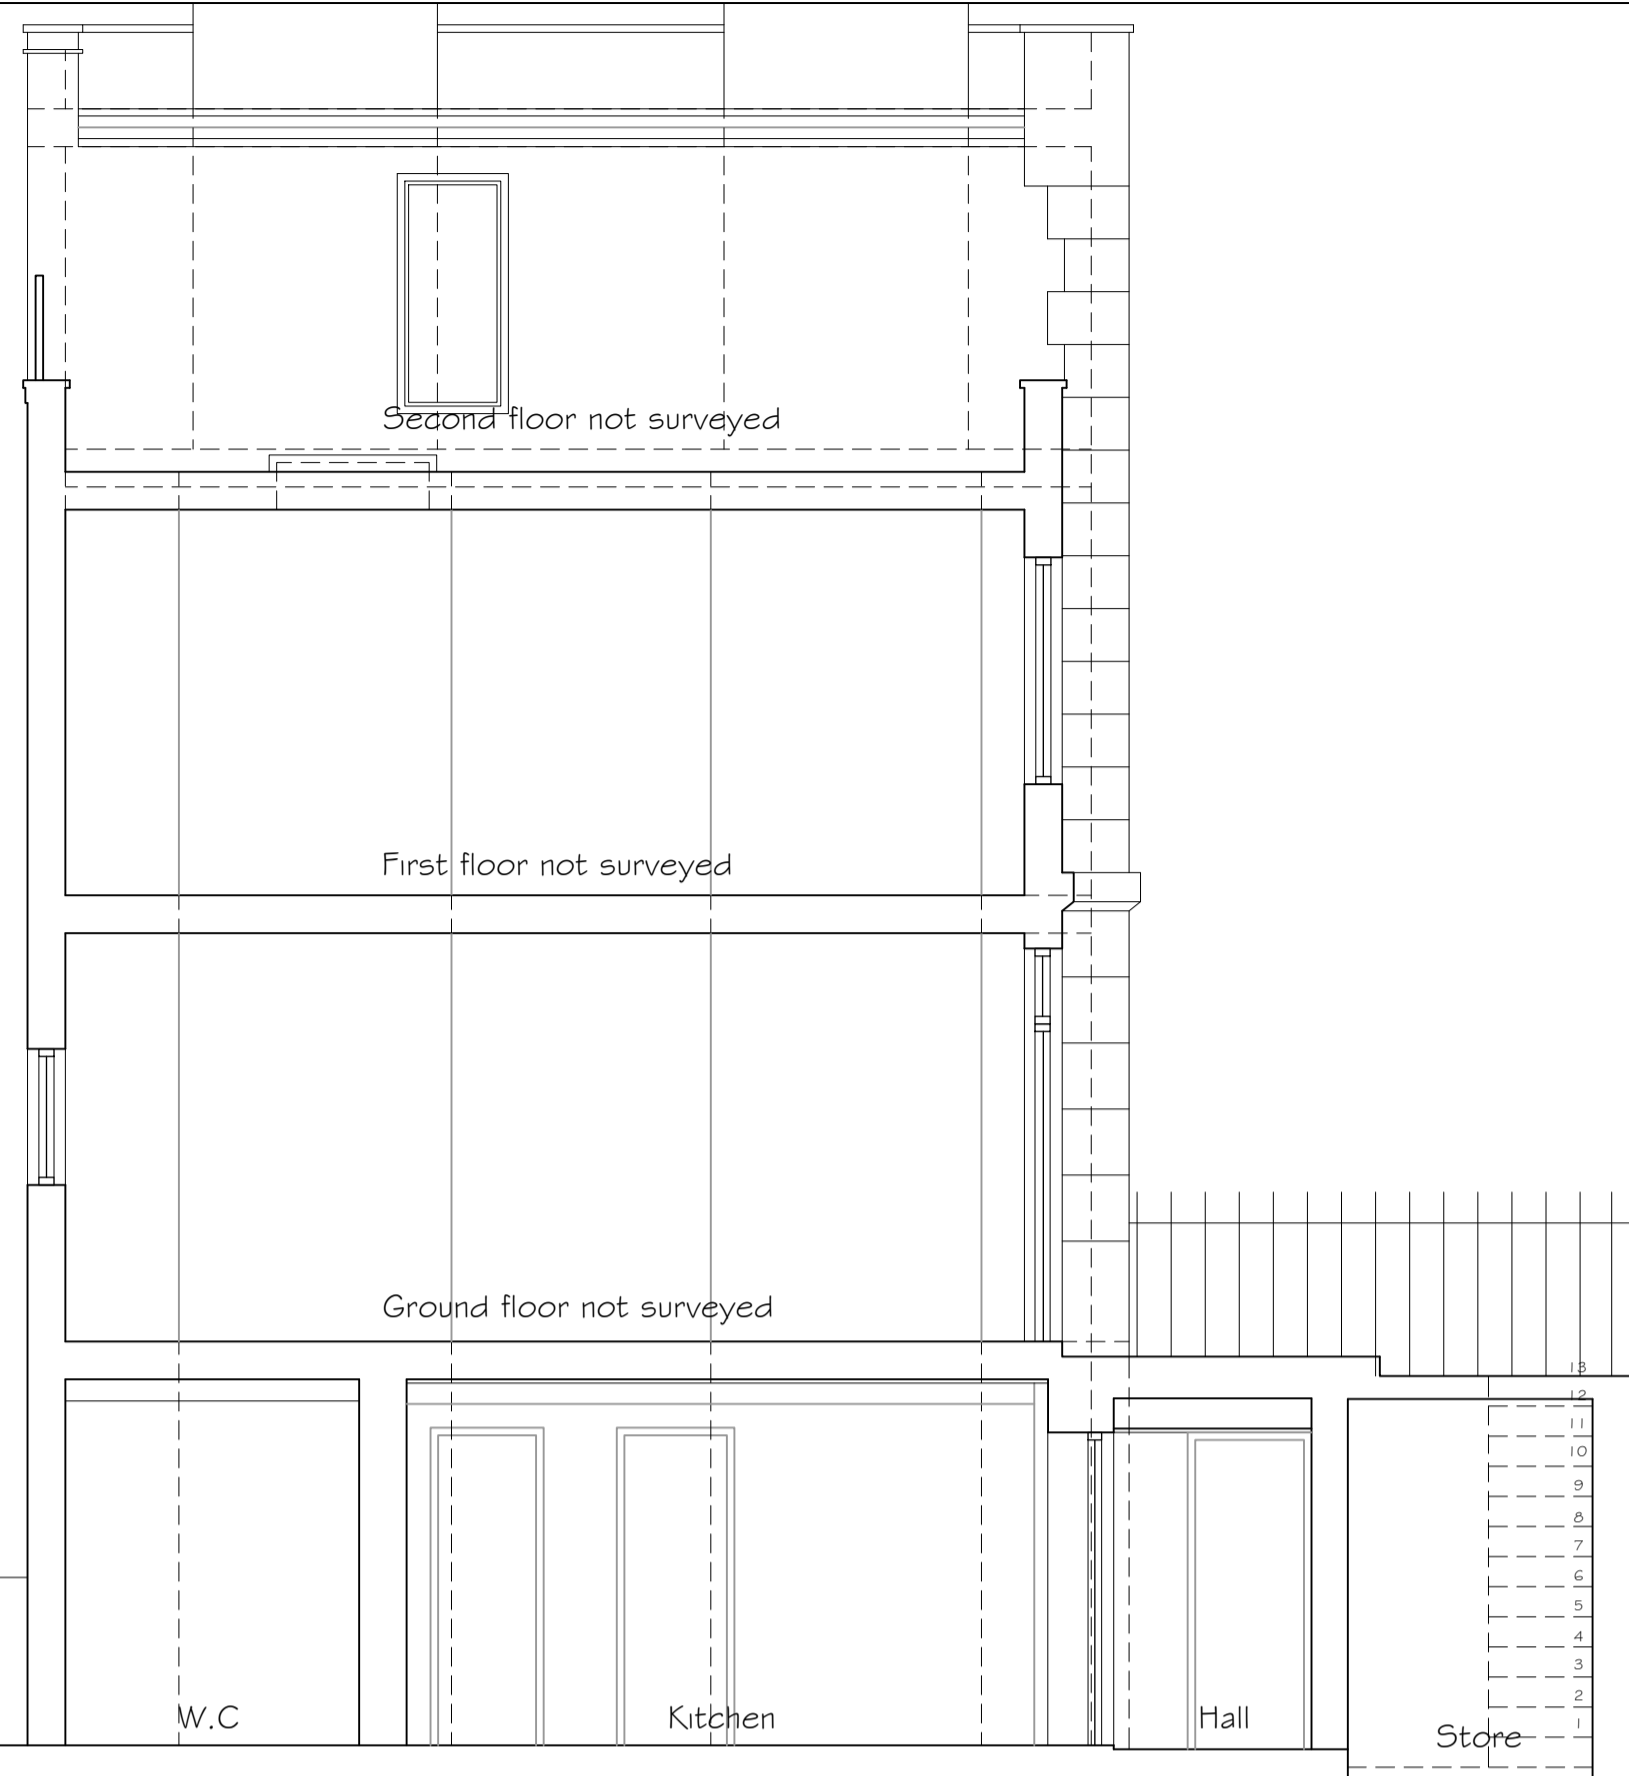 Second floor not surveyed
First floor not surveyed
Ground floor not surveyed
13
12
11
10
9
8
7
6
5
4
3
2
1
W.C
Kitchen
Hall
Store